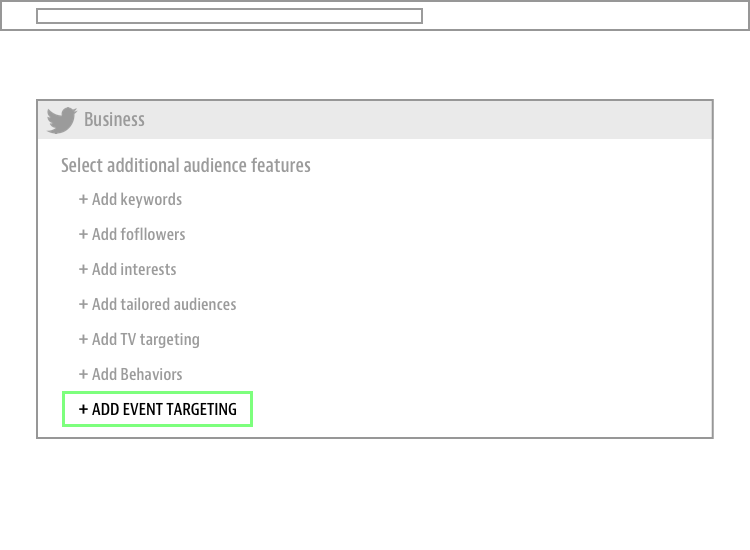 Business
Select additional audience features
+ Add keywords
+ Add fofllowers
+ Add interests
+ Add tailored audiences
+ Add TV targeting
+ Add Behaviors
+ ADD EVENT TARGETING